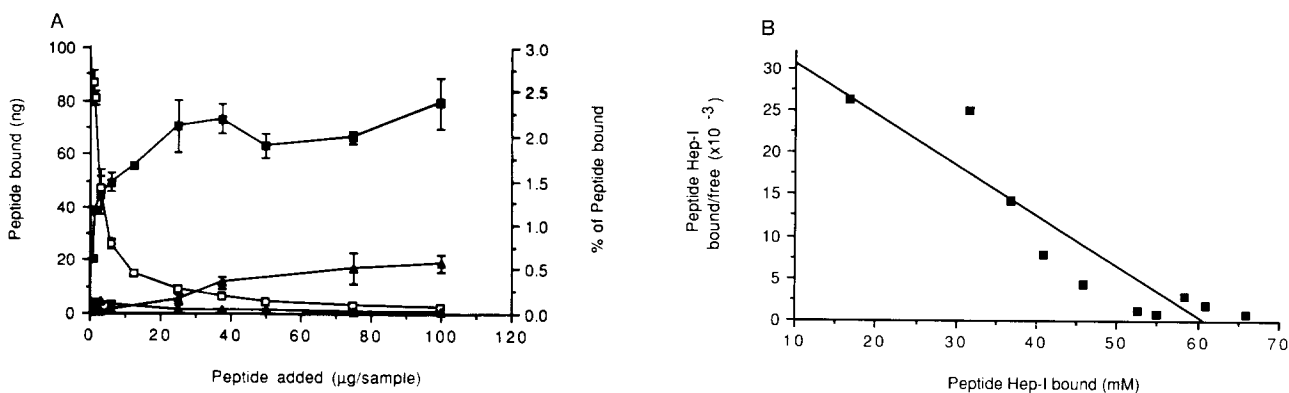 A
Peptide bound (ng)
100
80
60
40
20
0
0 20 40 60 80 100 120
Peptide added (µg/sample)
3.0
2.5
2.0
1.5
1.0
0.5
0.0
% of Peptide bound
B
Peptide Hep-I
bound/free (x10 -3)
30
25
20
15
10
5
0
10 20 30 40 50 60 70
Peptide Hep-I bound (mM)